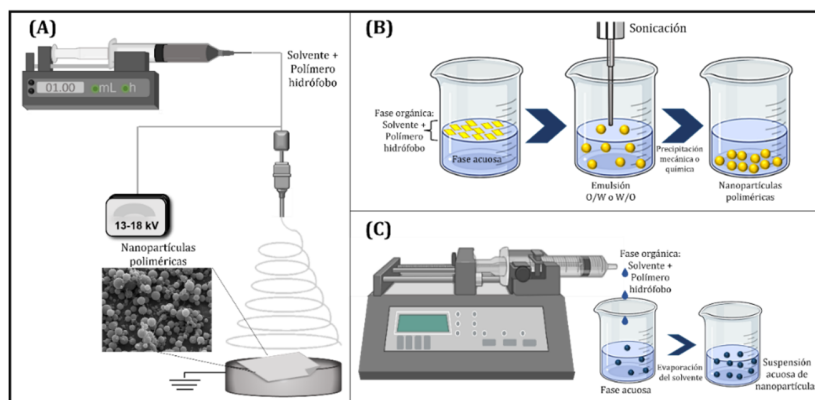 (A)
01.00 mL h
Solvente +
Polímero
hidrófobo
13-18 kV
Nanopartículas
poliméricas
(B)
Sonicación
Fase orgánica:
Solvente +
Polímero
hidrófobo
Fase acuosa
Emulsión
O/W o W/O
Precipitación
mecánica o
química
Nanopartículas
poliméricas
(C)
Fase orgánica:
Solvente +
Polímero
hidrófobo
Fase acuosa
Evaporación
del solvente
Suspensión
acuosa de
nanopartícula